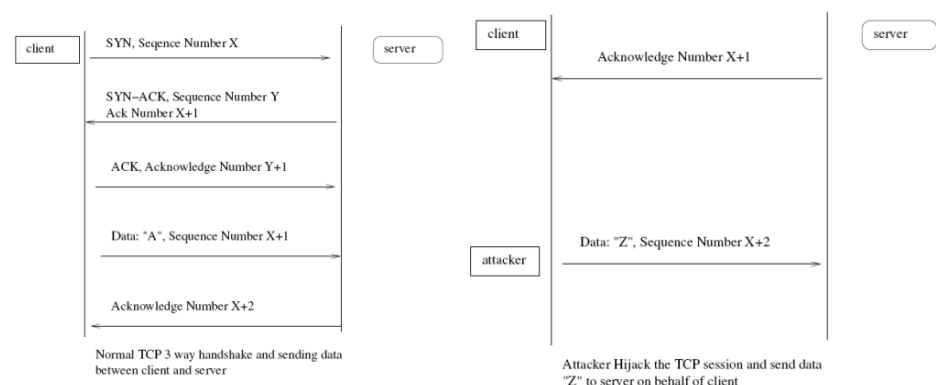 client
SYN, Seqence Number X
server
SYN-ACK, Sequence Number Y
Ack Number X+1
ACK, Acknowledge Number Y+1
Data: "A", Sequence Number X+1
Acknowledge Number X+2
Normal TCP 3 way handshake and sending data
between client and server
client
server
Acknowledge Number X+1
attacker
Data: "Z", Sequence Number X+2
Attacker Hijack the TCP session and send data
"Z" to server on behalf of client